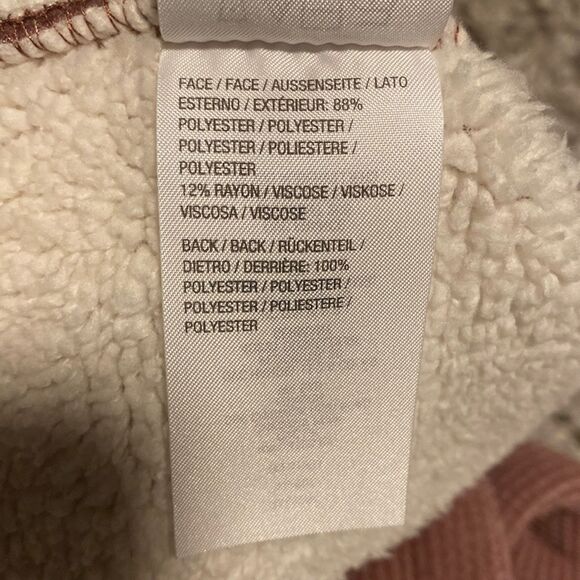 FACE / FACE / AUSSENSEITE / LATO
ESTERNO / EXTÉRIEUR: 88%
POLYESTER / POLYESTER /
POLYESTER / POLIESTERE /
POLYESTER
12% RAYON / VISCOSE / VISKOSE /
VISCOSA / VISCOSE
BACK / BACK / RÜCKENTEIL /
DIETRO / DERRIÈRE: 100%
POLYESTER / POLYESTER /
POLYESTER / POLIESTERE /
POLYESTER